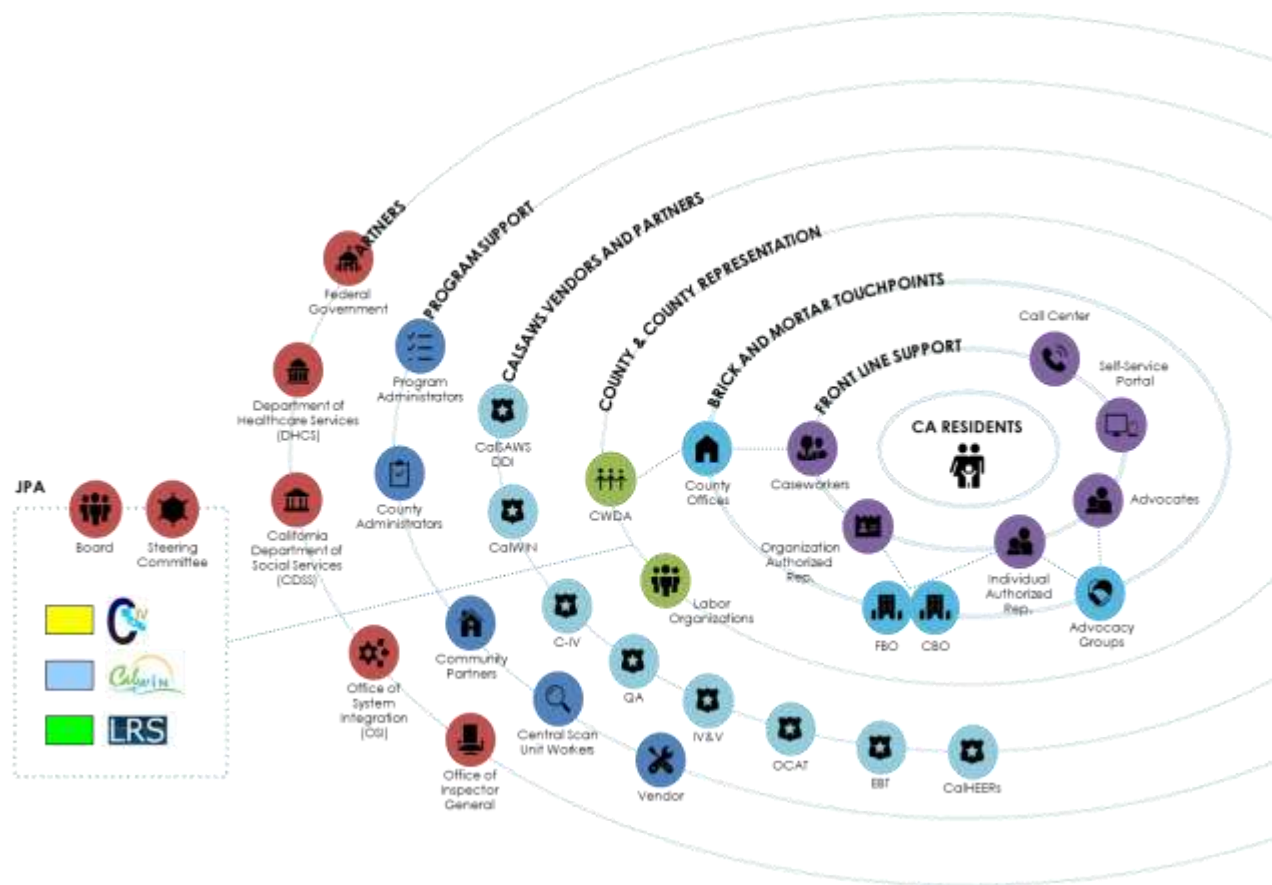 PARTNERS
PROGRAM SUPPORT
CALSAWS VENDORS AND PARTNERS
COUNTY & COUNTY REPRESENTATION
BRICK AND MORTAR TOUCHPOINTS
FRONT LINE SUPPORT
CA RESIDENTS
Federal
Government
Department of
Healthcare Services
(DHCS)
California
Department of
Social Services
(CDSS)
Office of
System
Integration
(OSI)
Office of
Inspector
General
Program
Administrators
County
Administrators
Community
Partners
Central Scan
Unit Workers
Vendor
CalSAWS
DDI
CalWIN
C-IV
QA
IV&V
OCAT
EBT
CalHEERs
CWDA
Labor
Organizations
County
Offices
FBO
CBO
Advocacy
Groups
Caseworkers
Organization
Authorized
Rep.
Individual
Authorized
Rep.
Advocates
Self-Service
Portal
Call Center
JPA
Board
Steering
Committee
C IV
CalWIN
LRS